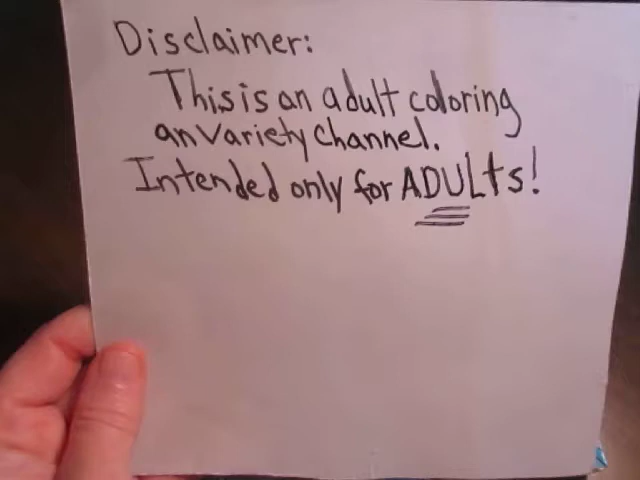 Disclaimer:
This is an adult coloring
an variety channel.
Intended only for ADULts!